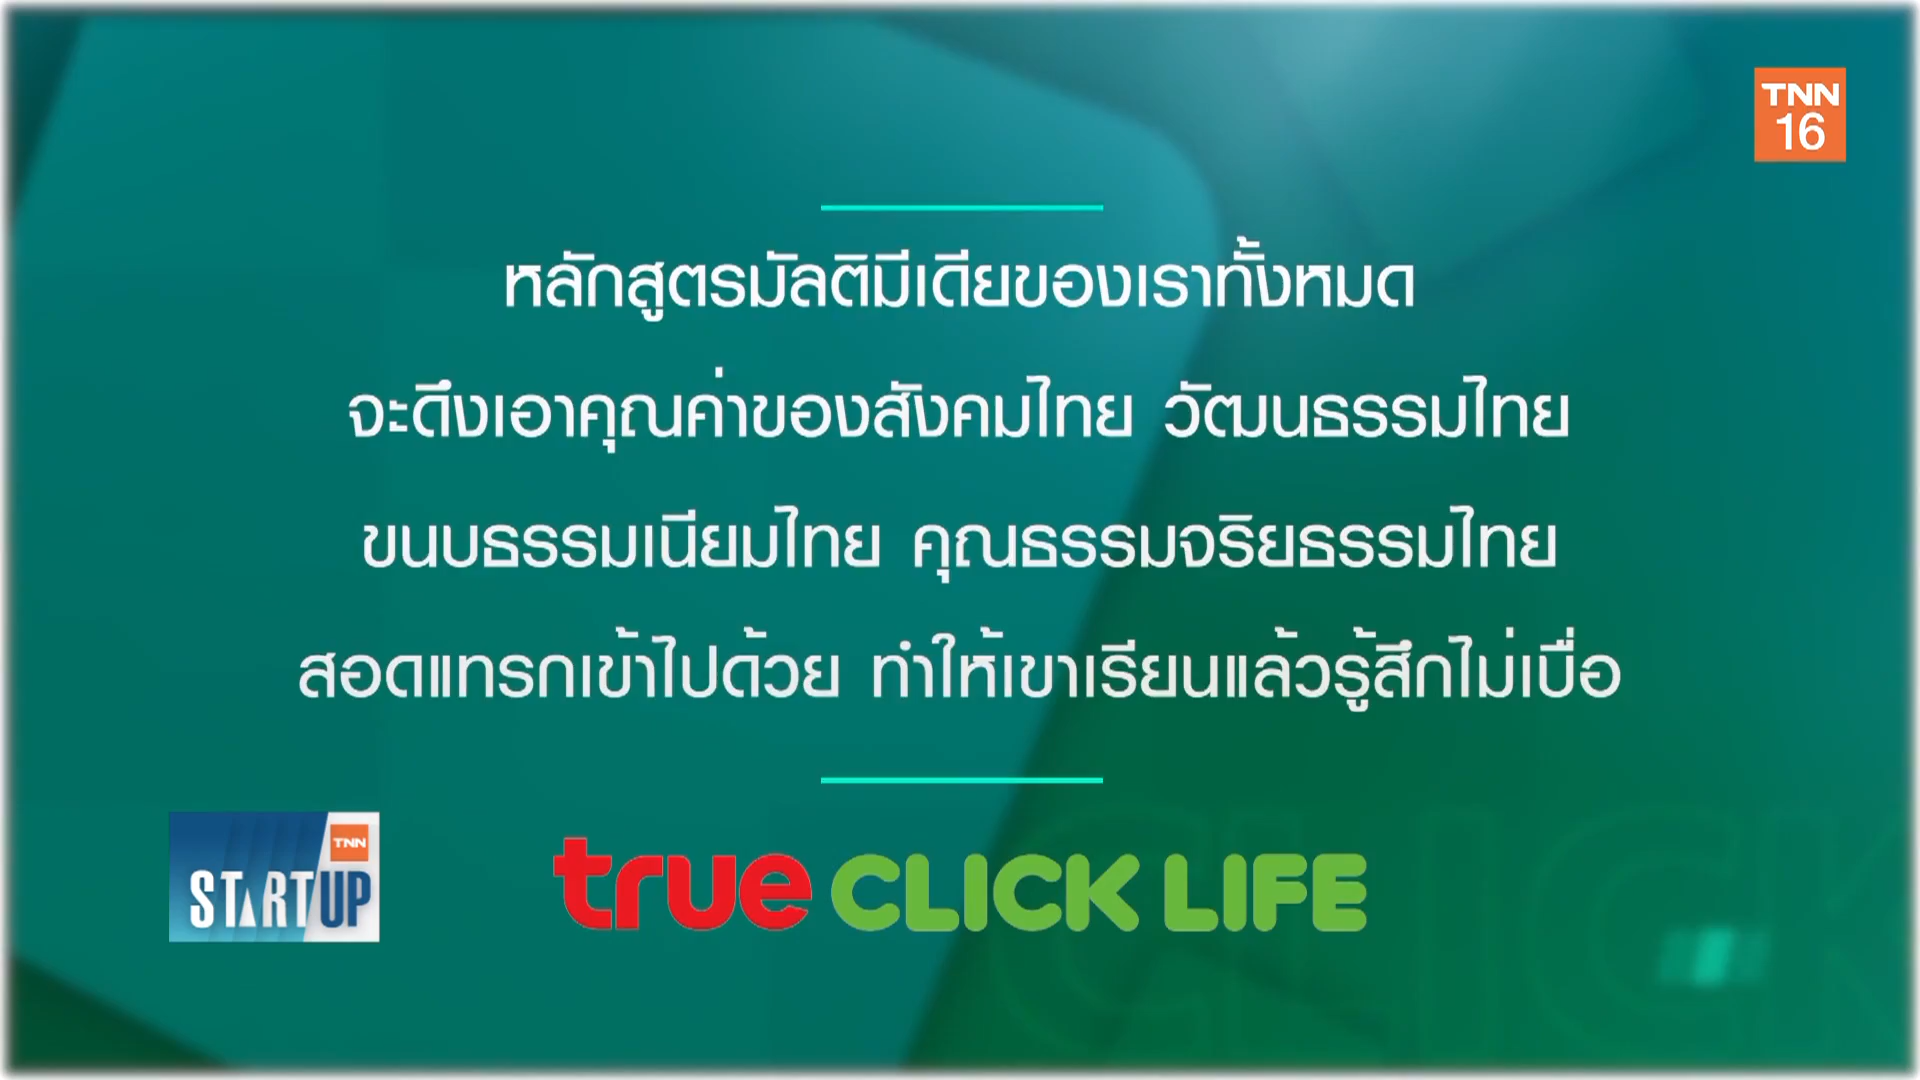 TNN
16
หลักสูตรมัลติมีเดียของเราทั้งหมด
จะดึงเอาคุณค่าของสังคมไทย วัฒนธรรมไทย
ขนบธรรมเนียมไทย คุณธรรมจริยธรรมไทย
สอดแทรกเข้าไปด้วย ทำให้เขาเรียนแล้วรู้สึกไม่เบื่อ
TNN
STARTUP
true CLICK LIFE
CLICK